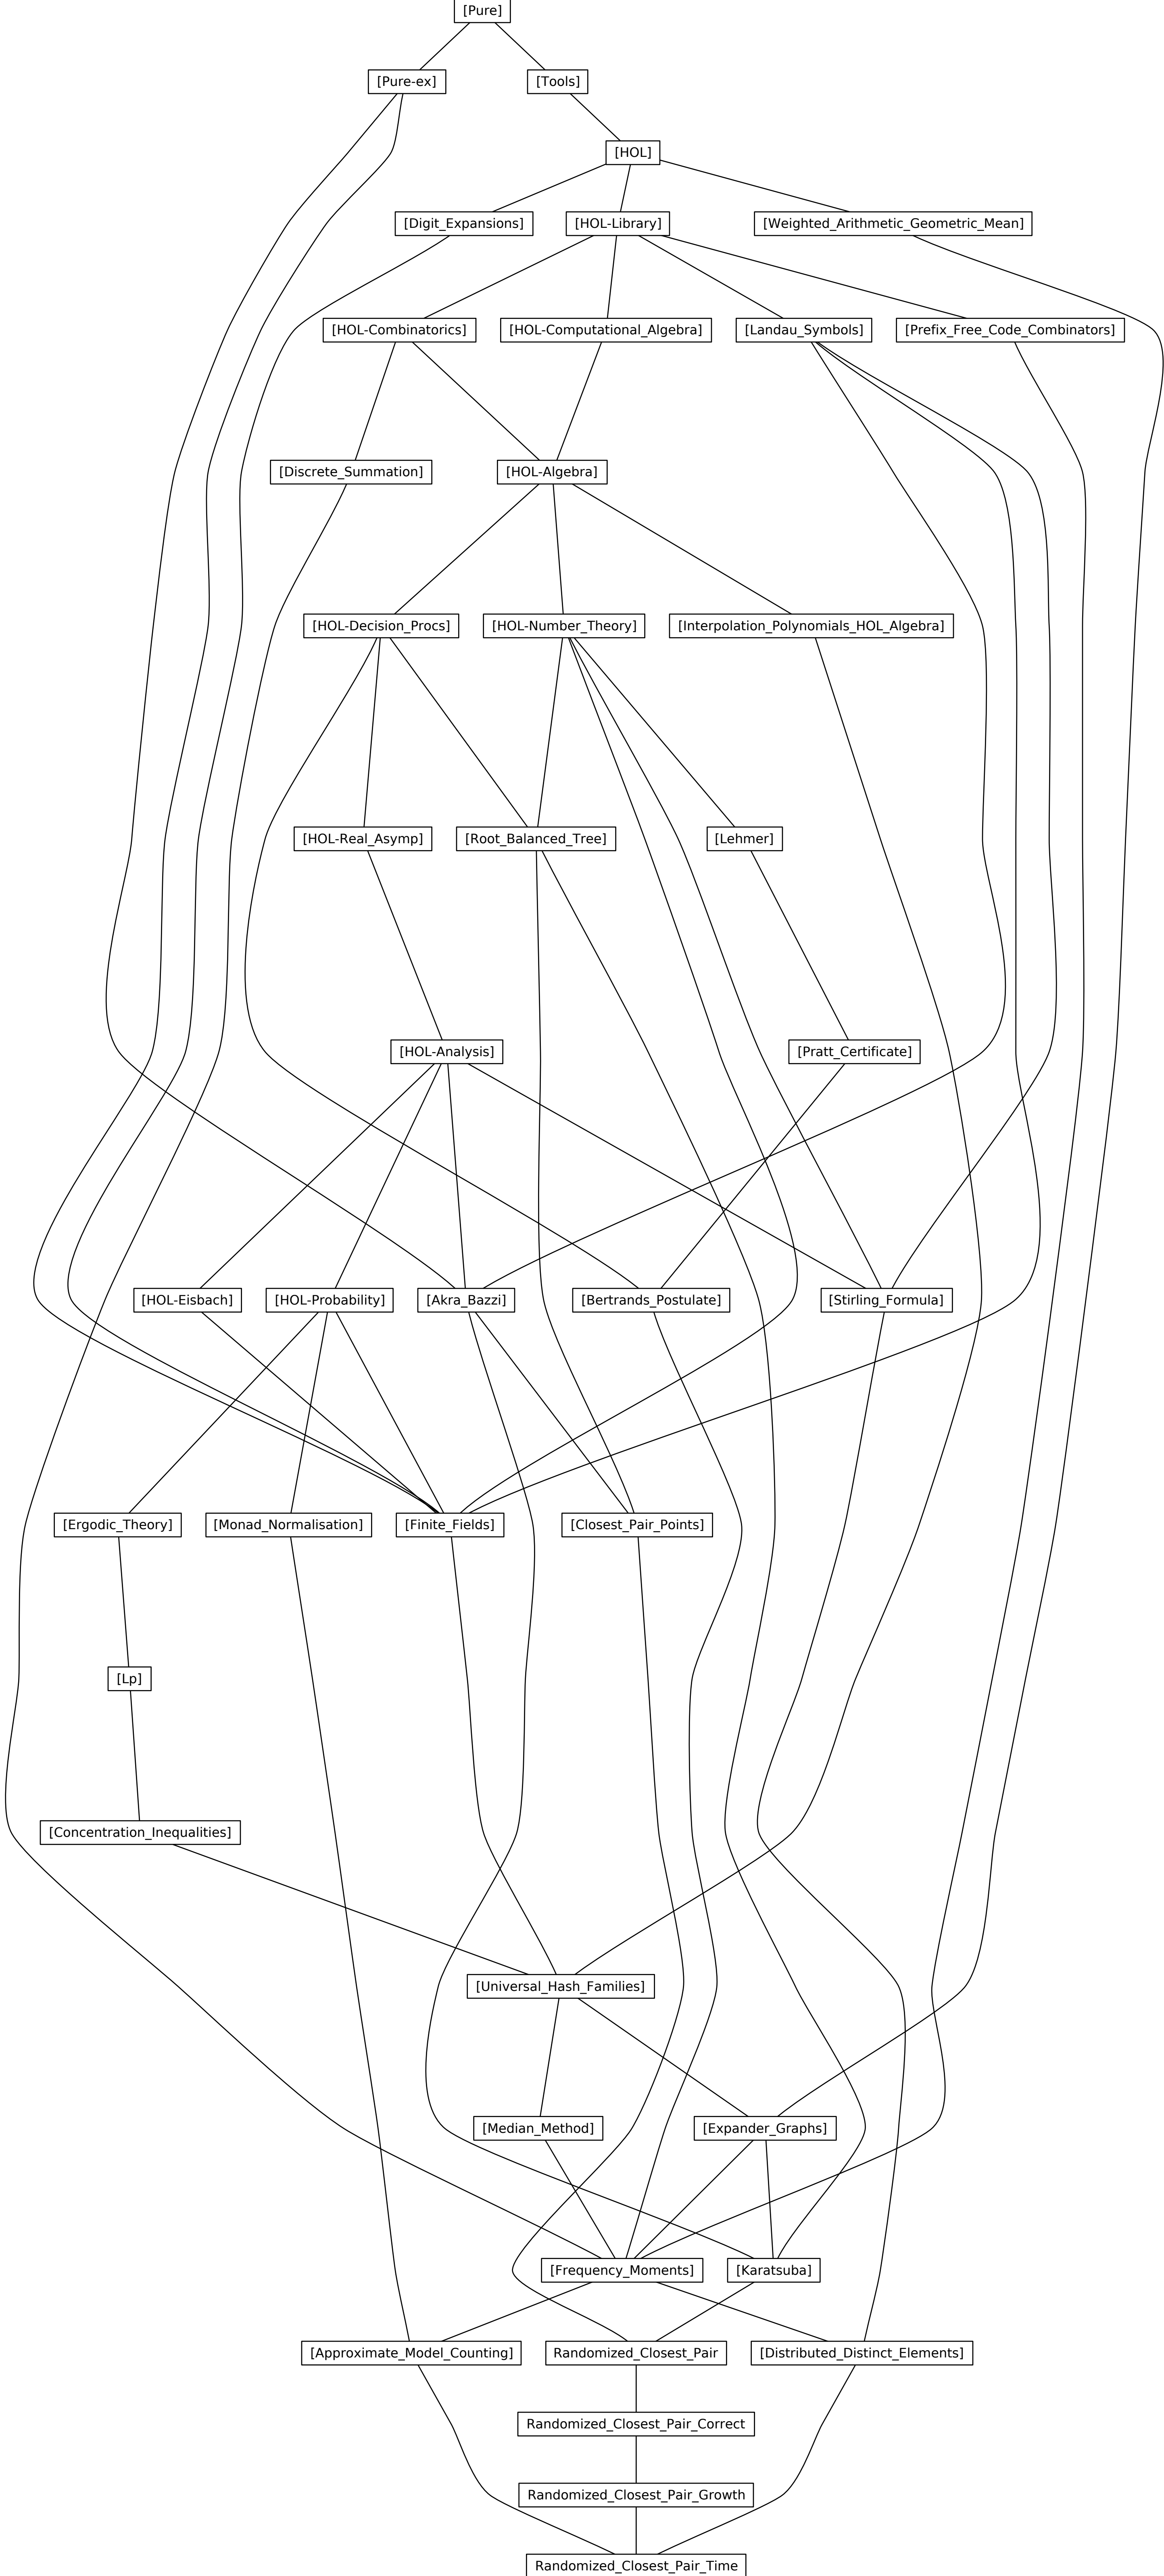 [Pure]
[Pure-ex]
[Tools]
[HOL]
[Digit_Expansions]
[HOL-Library]
[Weighted_Arithmetic_Geometric_Mean]
[HOL-Combinatorics]
[HOL-Computational_Algebra]
[Landau_Symbols]
[Prefix_Free_Code_Combinators]
[Discrete_Summation]
[HOL-Algebra]
[HOL-Decision_Procs]
[HOL-Number_Theory]
[Interpolation_Polynomials_HOL_Algebra]
[HOL-Real_Asymp]
[Root_Balanced_Tree]
[Lehmer]
[HOL-Analysis]
[Pratt_Certificate]
[HOL-Eisbach]
[HOL-Probability]
[Akra_Bazzi]
[Bertrands_Postulate]
[Stirling_Formula]
[Ergodic_Theory]
[Monad_Normalisation]
[Finite_Fields]
[Closest_Pair_Points]
[Lp]
[Concentration_Inequalities]
[Universal_Hash_Families]
[Median_Method]
[Expander_Graphs]
[Frequency_Moments]
[Karatsuba]
[Approximate_Model_Counting]
Randomized_Closest_Pair
[Distributed_Distinct_Elements]
Randomized_Closest_Pair_Correct
Randomized_Closest_Pair_Growth
Randomized_Closest_Pair_Time